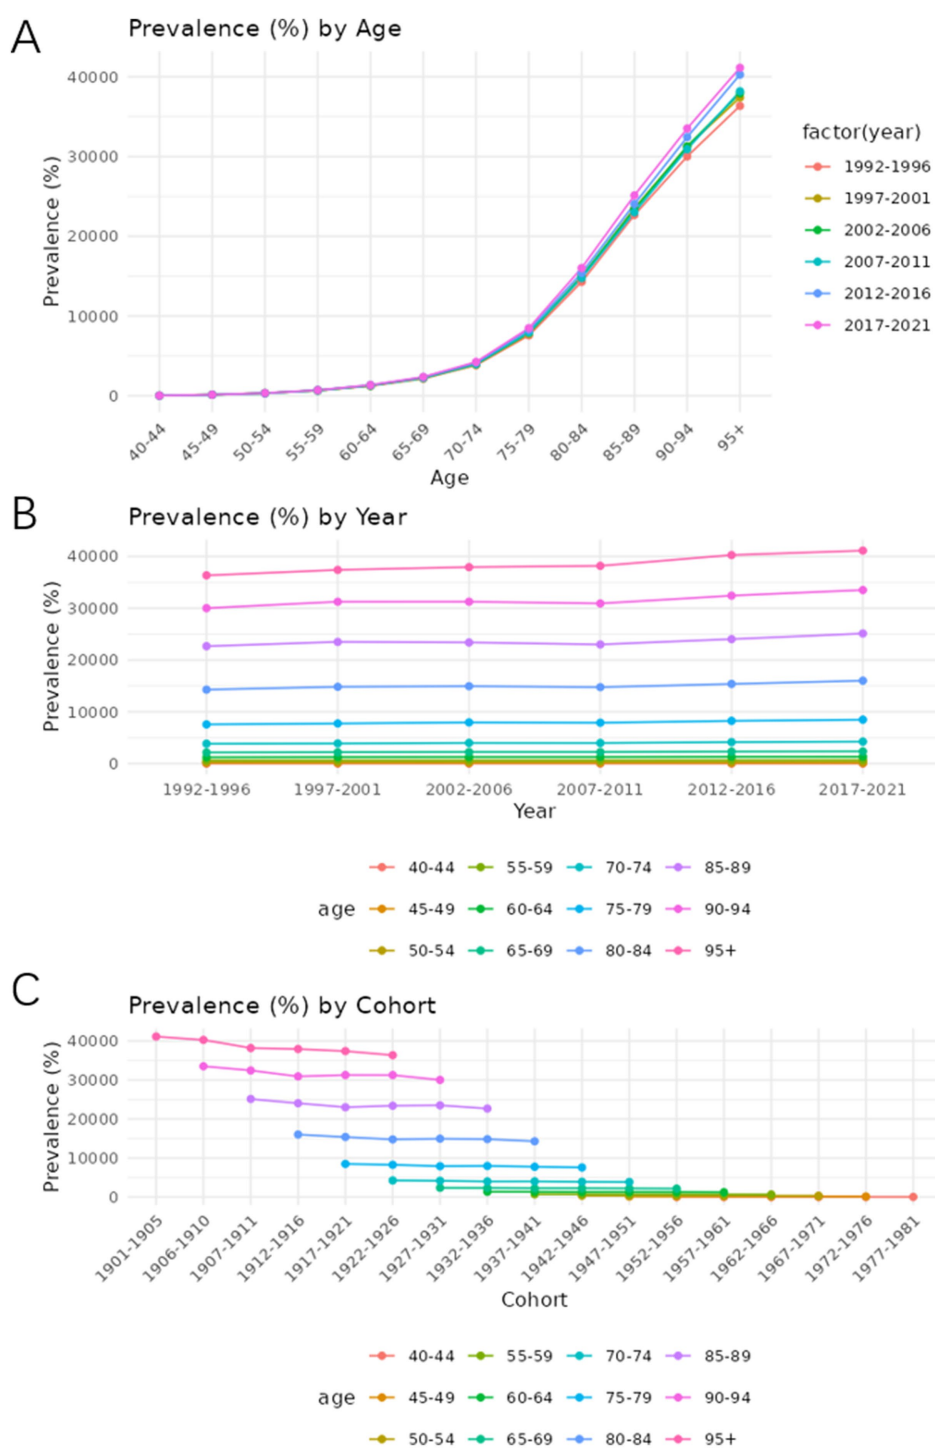 A
Prevalence (%) by Age
Prevalence (%)
40000
30000
20000
10000
0
40-44 45-49 50-54 55-59 60-64 65-69 70-74 75-79 80-84 85-89 90-94 95+
Age
factor(year)
1992-1996
1997-2001
2002-2006
2007-2011
2012-2016
2017-2021
B
Prevalence (%) by Year
Prevalence (%)
40000
30000
20000
10000
0
1992-1996 1997-2001 2002-2006 2007-2011 2012-2016 2017-2021
Year
40-44 55-59 70-74 85-89
age 45-49 60-64 75-79 90-94
50-54 65-69 80-84 95+
C
Prevalence (%) by Cohort
Prevalence (%)
40000
30000
20000
10000
0
1901-1905 1906-1910 1907-1911 1912-1916 1917-1921 1922-1926 1927-1931 1932-1936 1937-1941 1942-1946 1947-1951 1952-1956 1957-1961 1962-1966 1967-1971 1972-1976 1977-1981
Cohort
40-44 55-59 70-74 85-89
age 45-49 60-64 75-79 90-94
50-54 65-69 80-84 95+